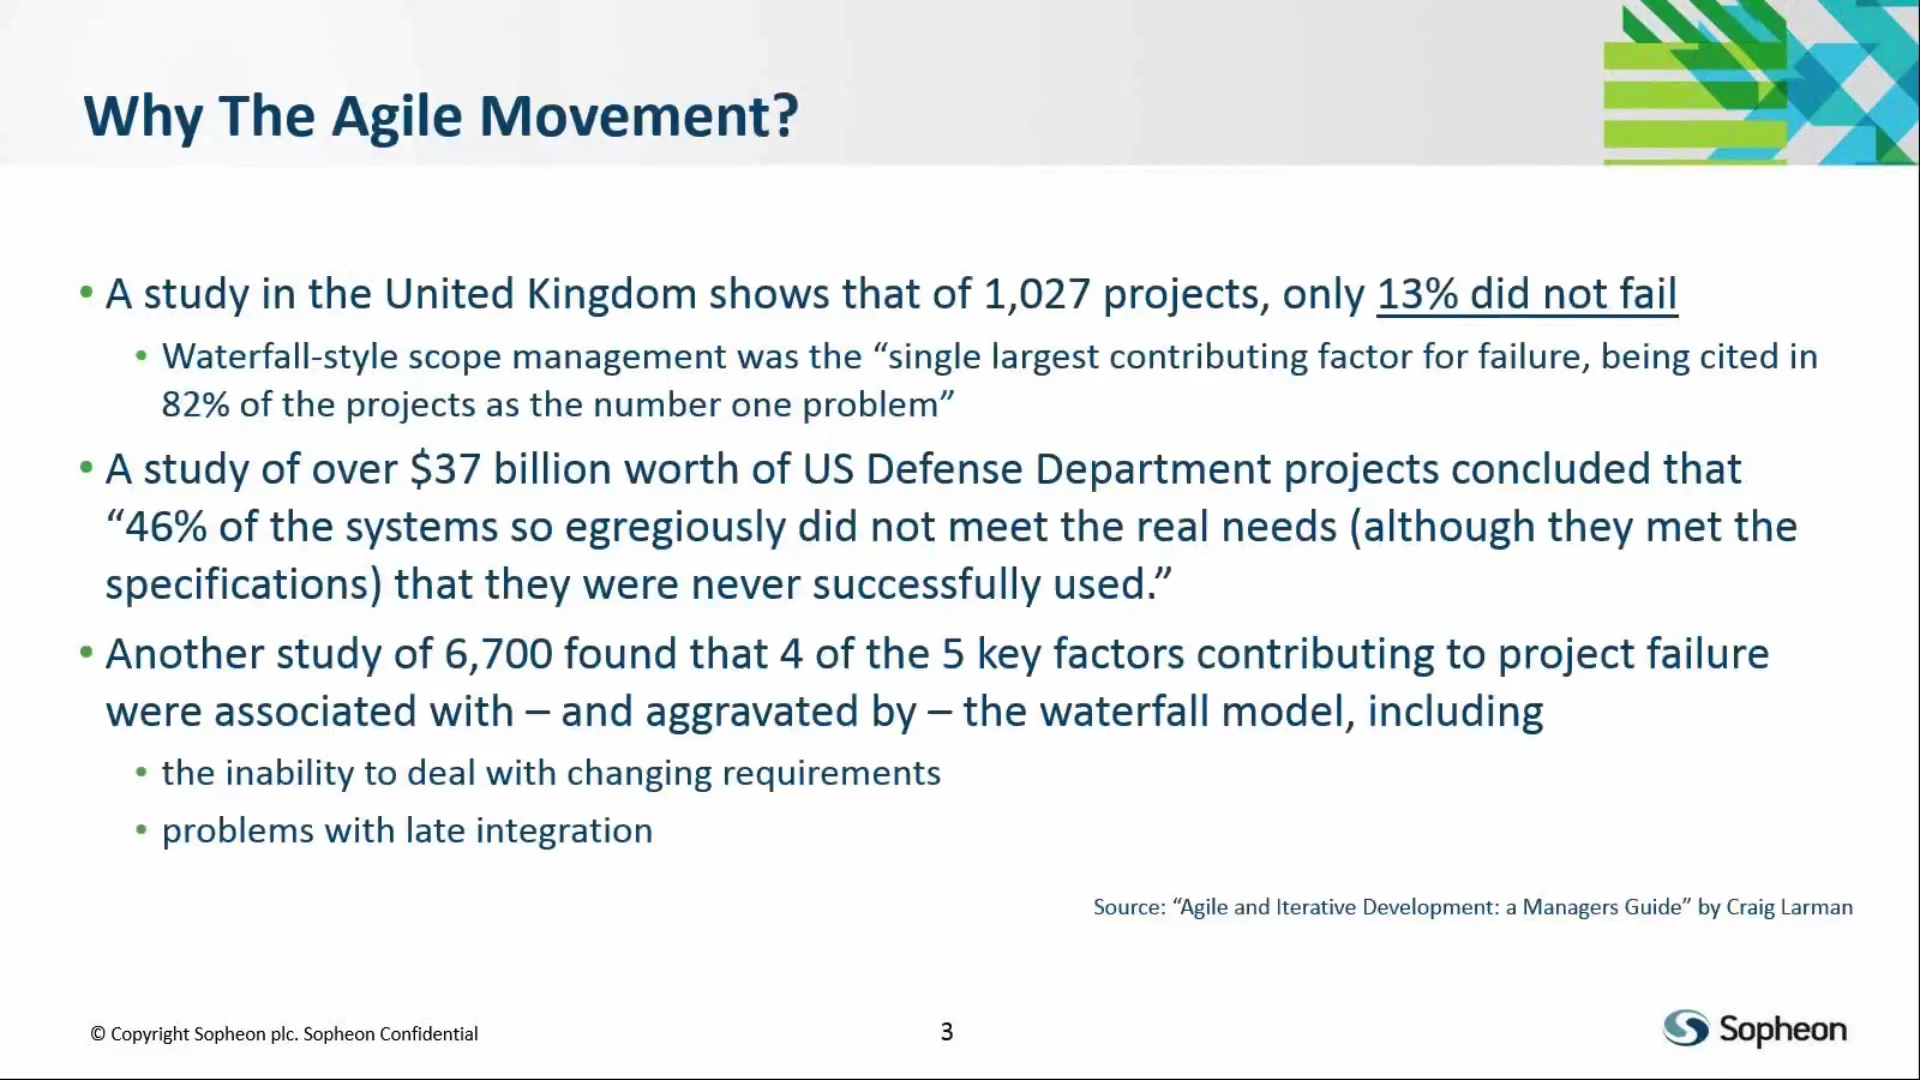 Why The Agile Movement?
• A study in the United Kingdom shows that of 1,027 projects, only 13% did not fail
• Waterfall-style scope management was the “single largest contributing factor for failure, being cited in
82% of the projects as the number one problem”
• A study of over $37 billion worth of US Defense Department projects concluded that
“46% of the systems so egregiously did not meet the real needs (although they met the
specifications) that they were never successfully used.”
• Another study of 6,700 found that 4 of the 5 key factors contributing to project failure
were associated with – and aggravated by – the waterfall model, including
• the inability to deal with changing requirements
• problems with late integration
Source: “Agile and Iterative Development: a Managers Guide” by Craig Larman
© Copyright Sopheon plc. Sopheon Confidential
3
Sopheon